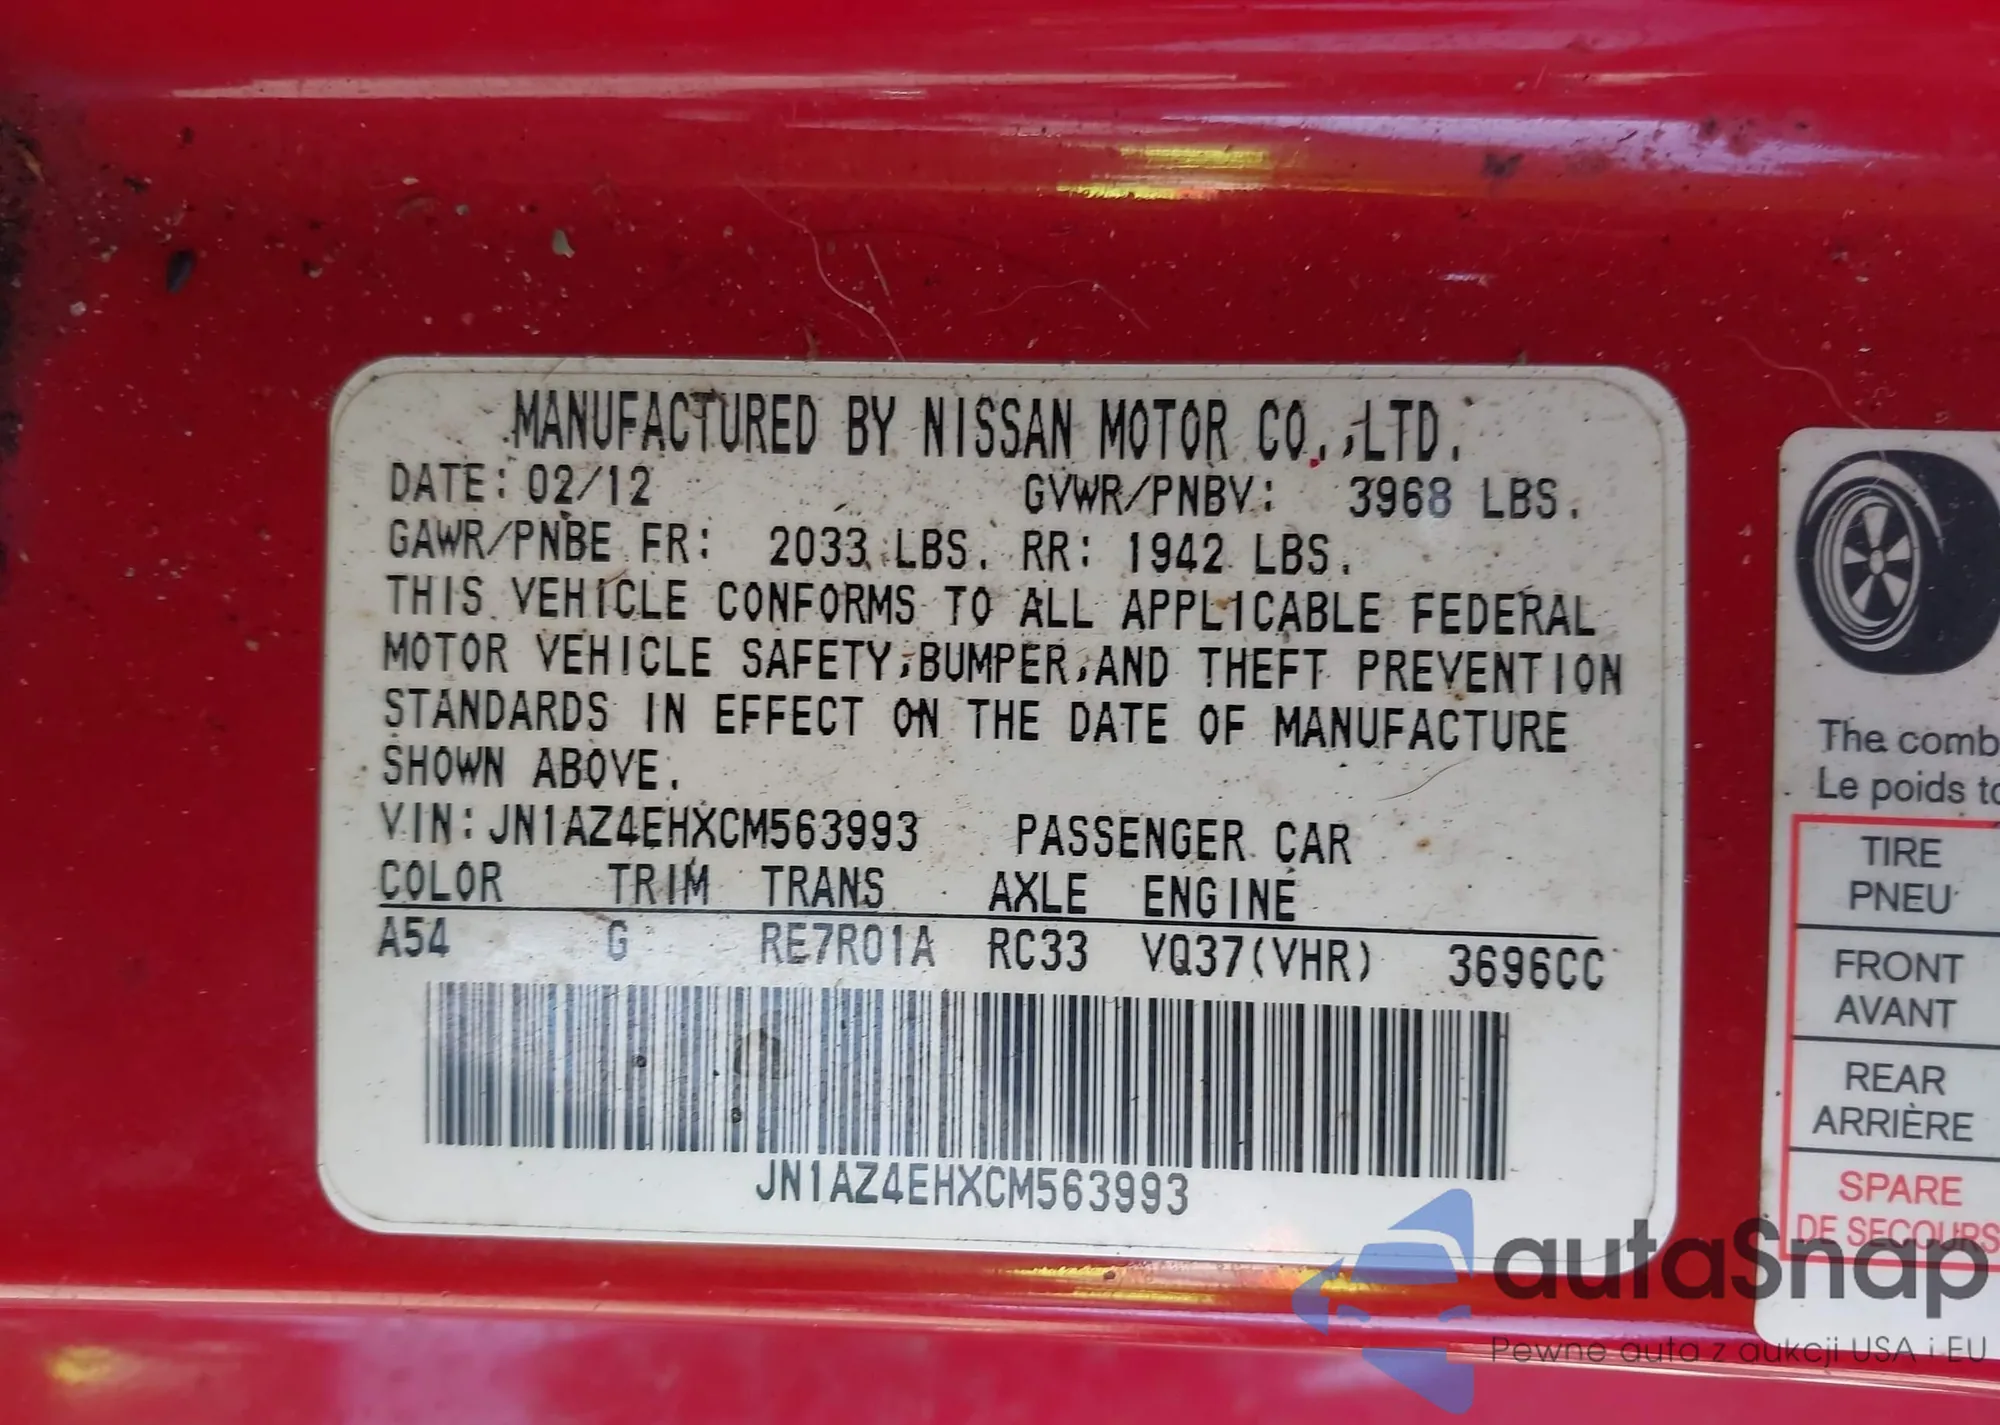 MANUFACTURED BY NISSAN MOTOR CO.,LTD.
DATE: 02/12 GVWR/PNBV: 3968 LBS.
GAWR/PNBE FR: 2033 LBS. RR: 1942 LBS.
THIS VEHICLE CONFORMS TO ALL APPLICABLE FEDERAL
MOTOR VEHICLE SAFETY,BUMPER,AND THEFT PREVENTION
STANDARDS IN EFFECT ON THE DATE OF MANUFACTURE
SHOWN ABOVE.
VIN: JN1AZ4EHXCM563993 PASSENGER CAR
COLOR TRIM TRANS AXLE ENGINE
A54 G RE7R01A RC33 VQ37(VHR) 3696CC
JN1AZ4EHXCM563993
The comb
Le poids to
TIRE
PNEU
FRONT
AVANT
REAR
ARRIÈRE
SPARE
DE SECOURS
autaSnap
Pewne auta z aukcji USA i EU